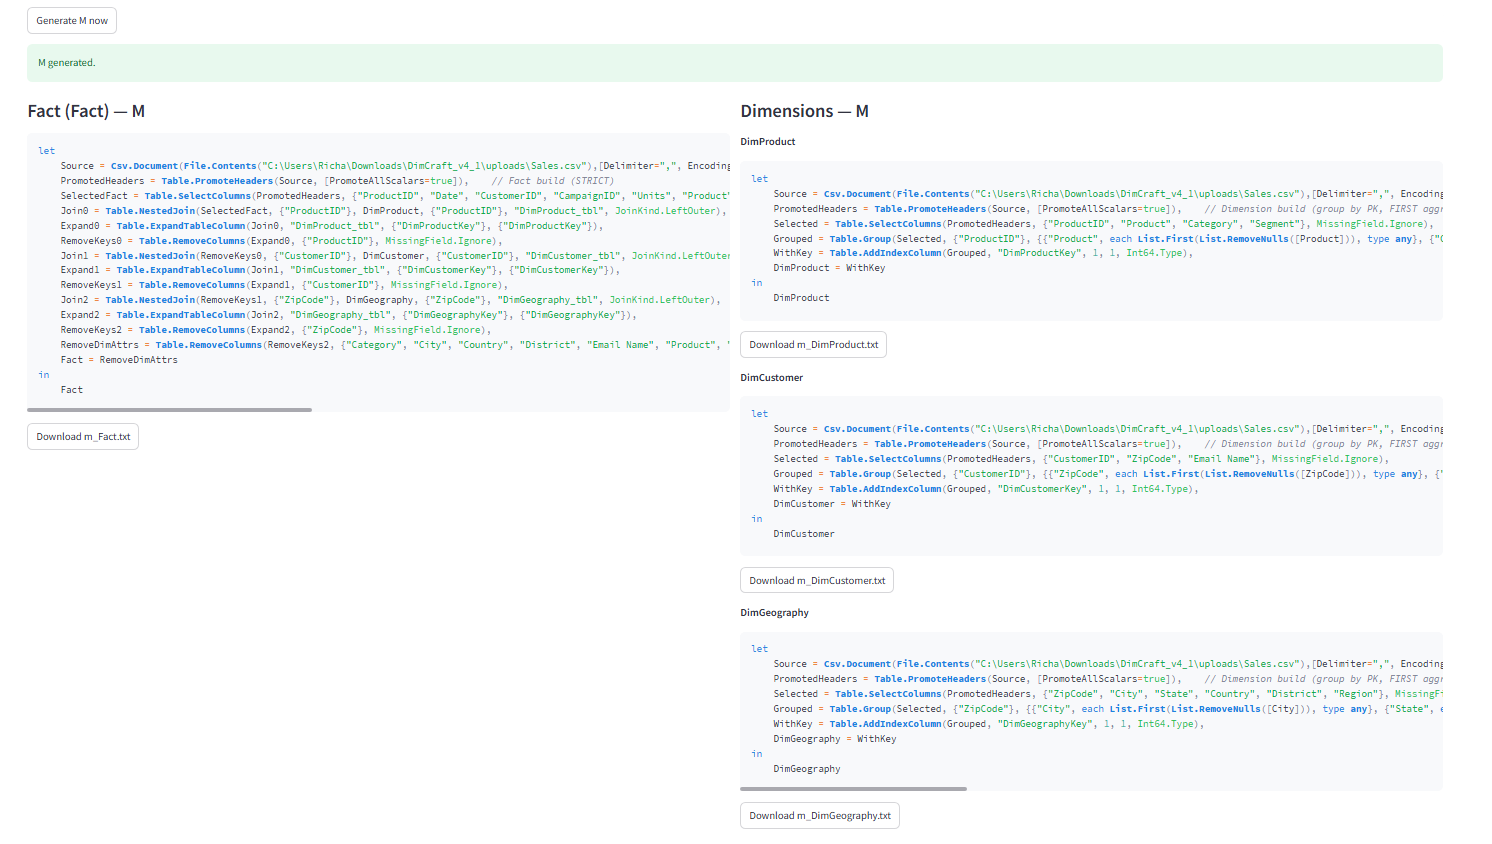 Generate M now
M generated.
Fact (Fact) — M
let
Source = Csv.Document(File.Contents("C:\Users\Richa\Downloads\DimCraft_v4_1\uploads\Sales.csv"),[Delimiter=",", Encoding
PromotedHeaders = Table.PromoteHeaders(Source, [PromoteAllScalars=true]),    // Fact build (STRICT)
SelectedFact = Table.SelectColumns(PromotedHeaders, {"ProductID", "Date", "CustomerID", "CampaignID", "Units", "Product"
Join0 = Table.NestedJoin(SelectedFact, {"ProductID"}, DimProduct, {"ProductID"}, "DimProduct_tbl", JoinKind.LeftOuter),
Expand0 = Table.ExpandTableColumn(Join0, "DimProduct_tbl", {"DimProductKey"}, {"DimProductKey"}),
RemoveKeys0 = Table.RemoveColumns(Expand0, {"ProductID"}, MissingField.Ignore),
Join1 = Table.NestedJoin(RemoveKeys0, {"CustomerID"}, DimCustomer, {"CustomerID"}, "DimCustomer_tbl", JoinKind.LeftOuter
Expand1 = Table.ExpandTableColumn(Join1, "DimCustomer_tbl", {"DimCustomerKey"}, {"DimCustomerKey"}),
RemoveKeys1 = Table.RemoveColumns(Expand1, {"CustomerID"}, MissingField.Ignore),
Join2 = Table.NestedJoin(RemoveKeys1, {"ZipCode"}, DimGeography, {"ZipCode"}, "DimGeography_tbl", JoinKind.LeftOuter),
Expand2 = Table.ExpandTableColumn(Join2, "DimGeography_tbl", {"DimGeographyKey"}, {"DimGeographyKey"}),
RemoveKeys2 = Table.RemoveColumns(Expand2, {"ZipCode"}, MissingField.Ignore),
RemoveDimAttrs = Table.RemoveColumns(RemoveKeys2, {"Category", "City", "Country", "District", "Email Name", "Product", "
Fact = RemoveDimAttrs
in
Fact
Download m_Fact.txt
Dimensions — M
DimProduct
let
Source = Csv.Document(File.Contents("C:\Users\Richa\Downloads\DimCraft_v4_1\uploads\Sales.csv"),[Delimiter=",", Encoding
PromotedHeaders = Table.PromoteHeaders(Source, [PromoteAllScalars=true]),    // Dimension build (group by PK, FIRST aggr
Selected = Table.SelectColumns(PromotedHeaders, {"ProductID", "Product", "Category", "Segment"}, MissingField.Ignore),
Grouped = Table.Group(Selected, {"ProductID"}, {{"Product", each List.First(List.RemoveNulls([Product])), type any}, {"C
WithKey = Table.AddIndexColumn(Grouped, "DimProductKey", 1, 1, Int64.Type),
DimProduct = WithKey
in
DimProduct
Download m_DimProduct.txt
DimCustomer
let
Source = Csv.Document(File.Contents("C:\Users\Richa\Downloads\DimCraft_v4_1\uploads\Sales.csv"),[Delimiter=",", Encoding
PromotedHeaders = Table.PromoteHeaders(Source, [PromoteAllScalars=true]),    // Dimension build (group by PK, FIRST aggr
Selected = Table.SelectColumns(PromotedHeaders, {"CustomerID", "ZipCode", "Email Name"}, MissingField.Ignore),
Grouped = Table.Group(Selected, {"CustomerID"}, {{"ZipCode", each List.First(List.RemoveNulls([ZipCode])), type any}, {"
WithKey = Table.AddIndexColumn(Grouped, "DimCustomerKey", 1, 1, Int64.Type),
DimCustomer = WithKey
in
DimCustomer
Download m_DimCustomer.txt
DimGeography
let
Source = Csv.Document(File.Contents("C:\Users\Richa\Downloads\DimCraft_v4_1\uploads\Sales.csv"),[Delimiter=",", Encoding
PromotedHeaders = Table.PromoteHeaders(Source, [PromoteAllScalars=true]),    // Dimension build (group by PK, FIRST aggr
Selected = Table.SelectColumns(PromotedHeaders, {"ZipCode", "City", "State", "Country", "District", "Region"}, MissingFi
Grouped = Table.Group(Selected, {"ZipCode"}, {{"City", each List.First(List.RemoveNulls([City])), type any}, {"State", e
WithKey = Table.AddIndexColumn(Grouped, "DimGeographyKey", 1, 1, Int64.Type),
DimGeography = WithKey
in
DimGeography
Download m_DimGeography.txt